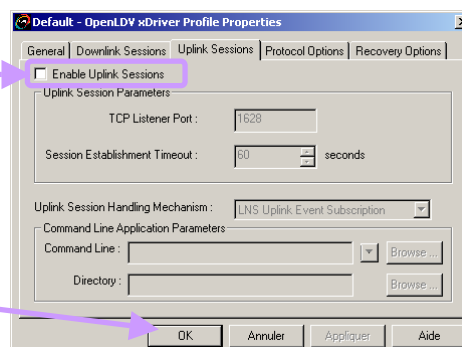 Default - OpenLDV xDriver Profile Properties
General Downlink Sessions Uplink Sessions Protocol Options Recovery Options
Enable Uplink Sessions
Uplink Session Parameters
TCP Listener Port : 1628
Session Establishment Timeout : 60 seconds
Uplink Session Handling Mechanism : LNS Uplink Event Subscription
Command Line Application Parameters
Command Line : Browse ...
Directory : Browse ...
OK Annuler Appliquer Aide